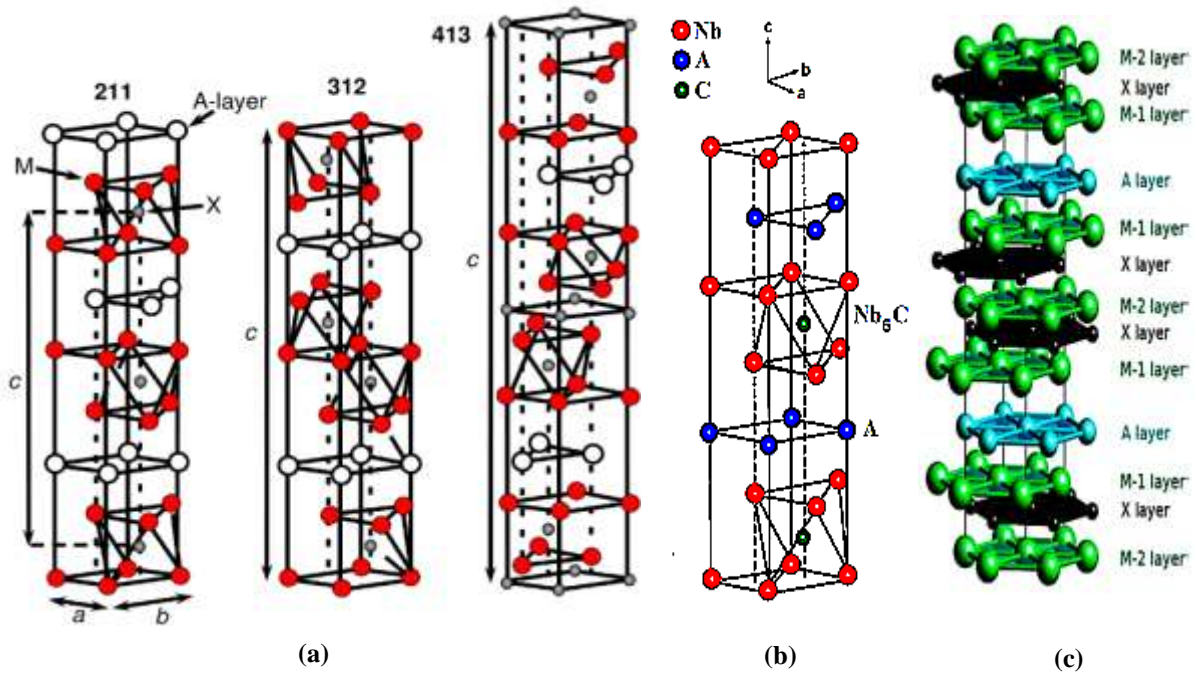 211
A-layer
M
X
c
a
b
(a)
312
c
413
c
Nb
A
C
c
b
a
Nb₆C
A
(b)
M-2 layer
X layer
M-1 layer
A layer
M-1 layer
X layer
M-2 layer
X layer
M-1 layer
A layer
M-1 layer
X layer
M-2 layer
(c)